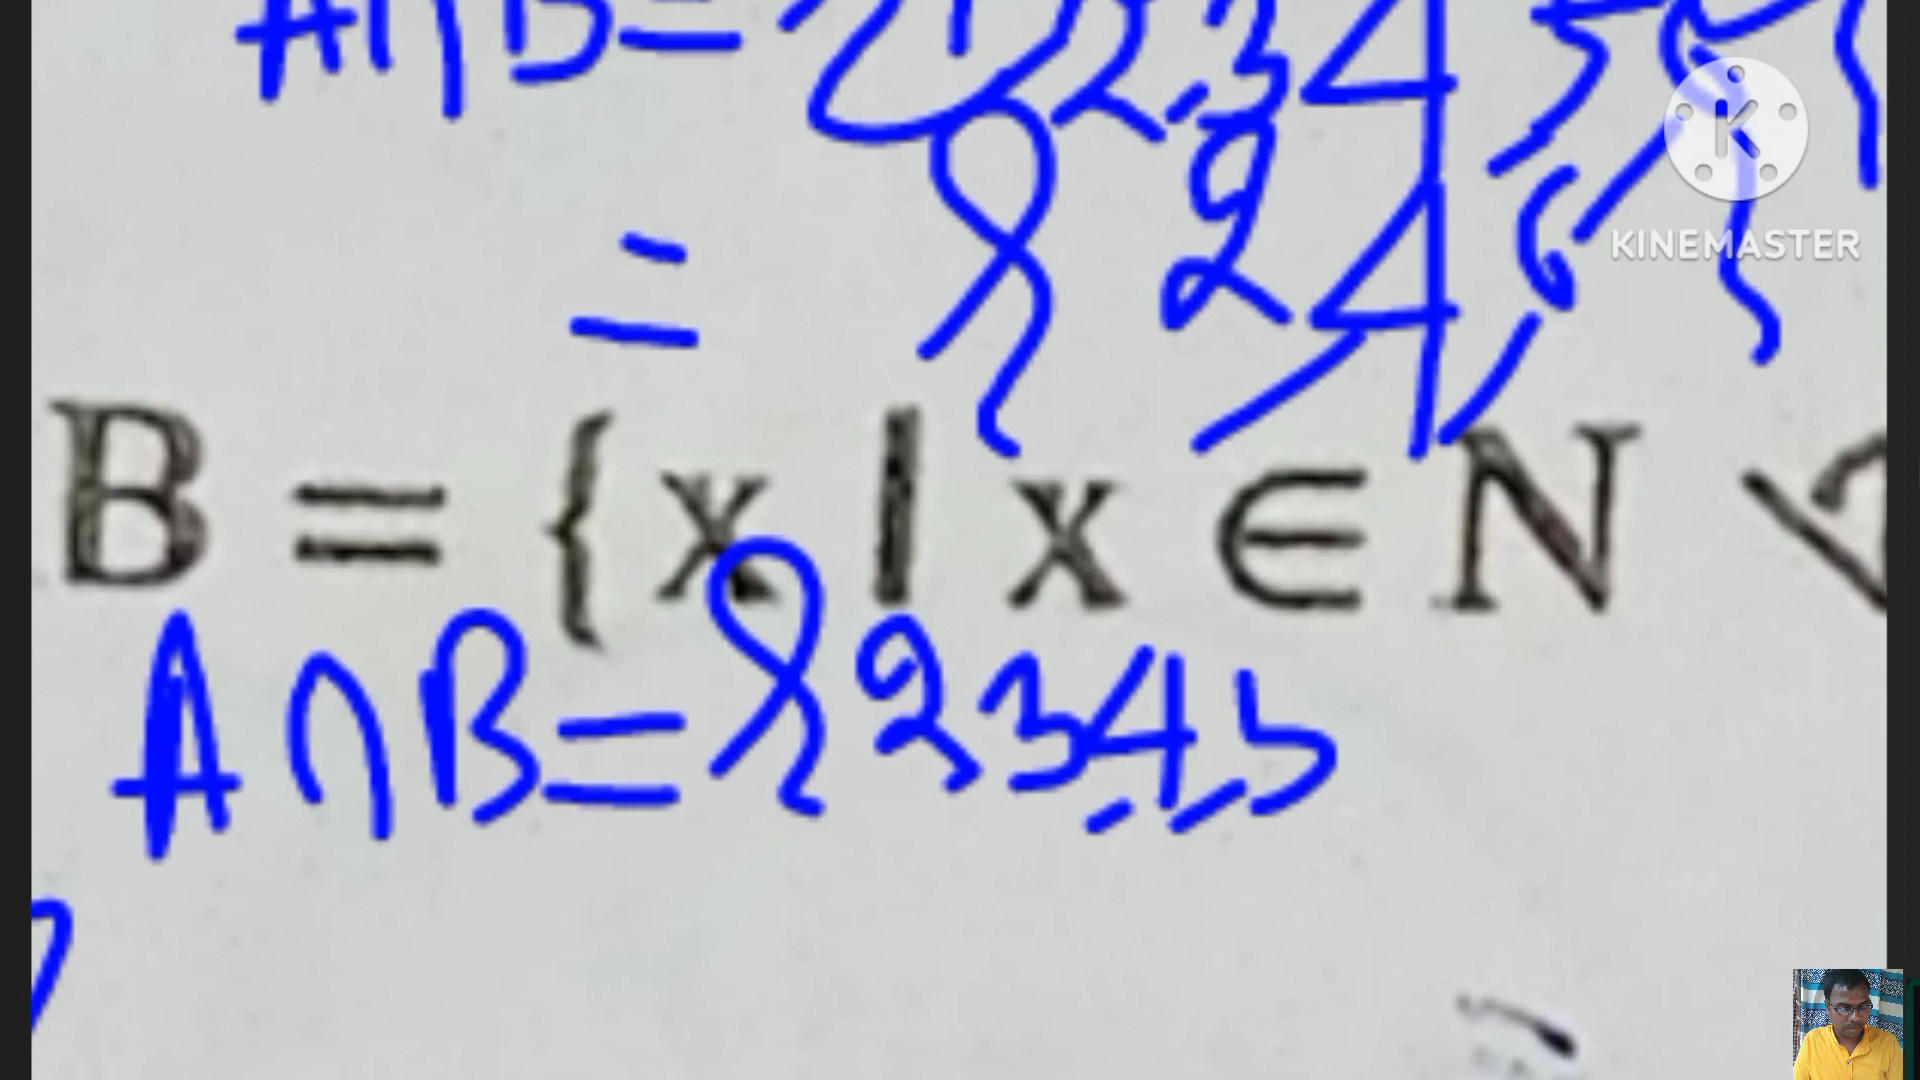 A∩B= {1,2,3,4,5,6}
KINEMASTER
= { 2, 4, 6, }
B = {x | x ∈ N
A∩B={ 2 3, 4, 5